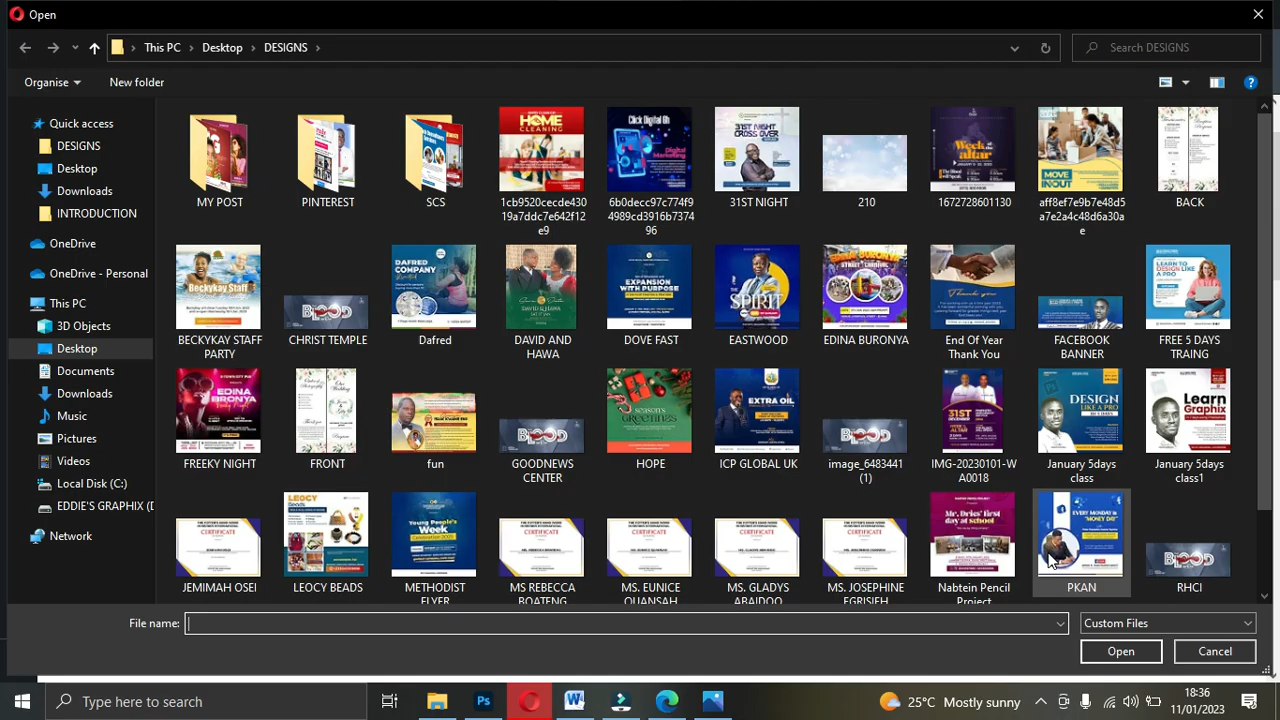 Open
This PC
Desktop
DESIGNS
Search DESIGNS
Organise
New folder
Quick access
DESIGNS
Desktop
Downloads
INTRODUCTION
OneDrive
OneDrive - Personal
This PC
3D Objects
Desktop
Documents
Downloads
Music
Pictures
Videos
Local Disk (C:)
EDDIE'S GRAPHIX (
MY POST
PINTEREST
SCS
1cb9520cecde430
19a7ddc7e642f12
e9
6b0decc97c774f9
4989cd3916b7374
96
31ST NIGHT
210
1672728601130
aff8ef7e9b7e48d5
a7e2a4c48d6a30a
e
BACK
BECKYKAY STAFF
PARTY
CHRIST TEMPLE
Dafred
DAVID AND
HAWA
DOVE FAST
EASTWOOD
EDINA BURONYA
End Of Year
Thank You
FACEBOOK
BANNER
FREE 5 DAYS
TRAING
FREEKY NIGHT
FRONT
fun
GOODNEWS
CENTER
HOPE
ICP GLOBAL UK
image_6483441
(1)
IMG-20230101-W
A0018
January 5days
class
January 5days
class1
JEMIMAH OSEI
LEOCY BEADS
METHODIST
FLYER
MS REBECCA
BOATENG
MS. EUNICE
QUANSAH
MS. GLADYS
ABAIDOO
MS. JOSEPHINE
EGRISIEH
Nabtein Pencil
Project
PKAN
RHCI
File name:
Custom Files
Open
Cancel
Type here to search
25°C Mostly sunny
18:36
11/01/2023